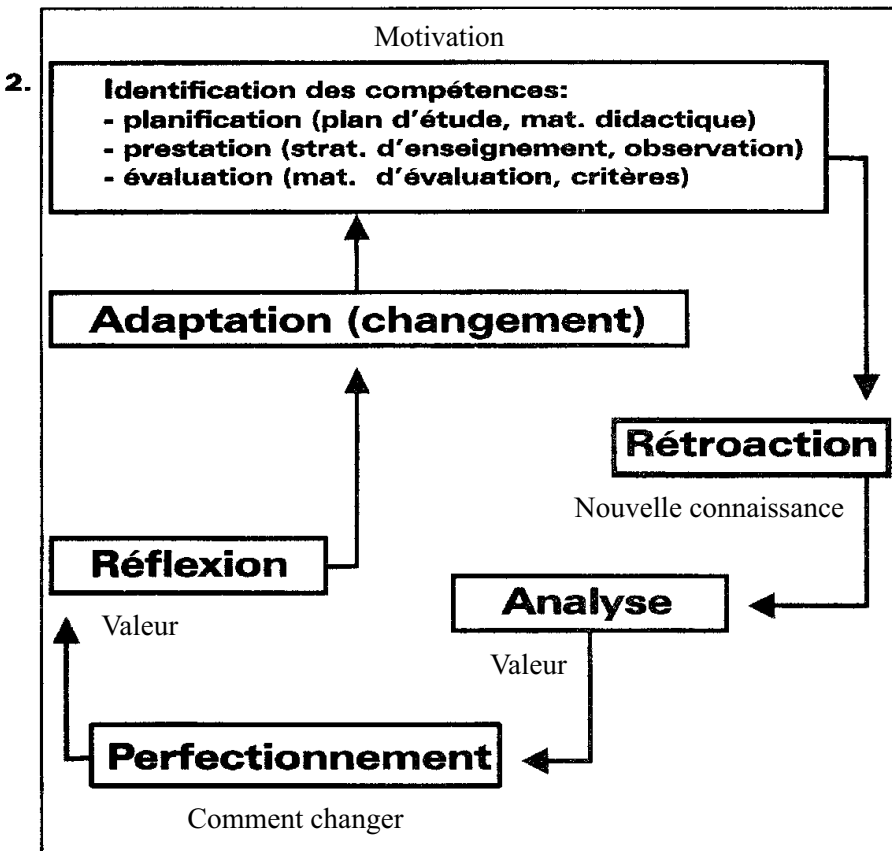 Motivation
2.
Identification des compétences:
- planification (plan d'étude, mat. didactique)
- prestation (strat. d'enseignement, observation)
- évaluation (mat. d'évaluation, critères)
Adaptation (changement)
Rétroaction
Nouvelle connaissance
Réflexion
Analyse
Valeur
Valeur
Perfectionnement
Comment changer